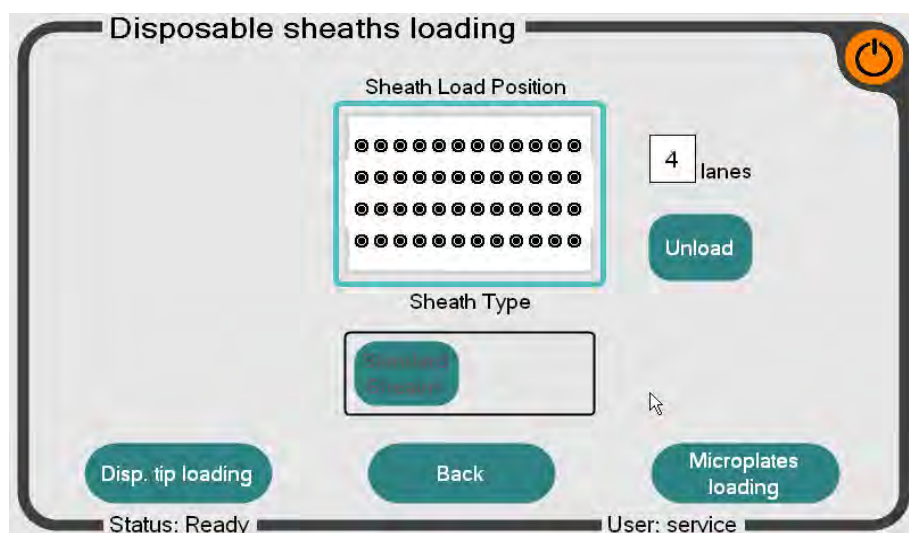 Disposable sheaths loading
Sheath Load Position
4 lanes
Unload
Sheath Type
Disp. tip loading
Back
Microplates
loading
Status: Ready
User: service